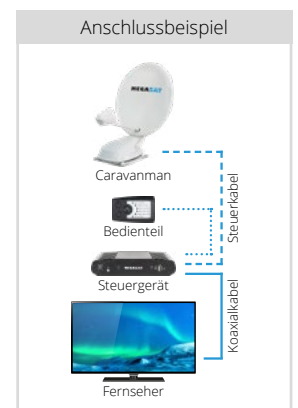 Anschlussbeispiel
MEGASAT
Caravanman
Bedienteil
Steuerkabel
Steuergerät
Koaxialkabel
Fernseher